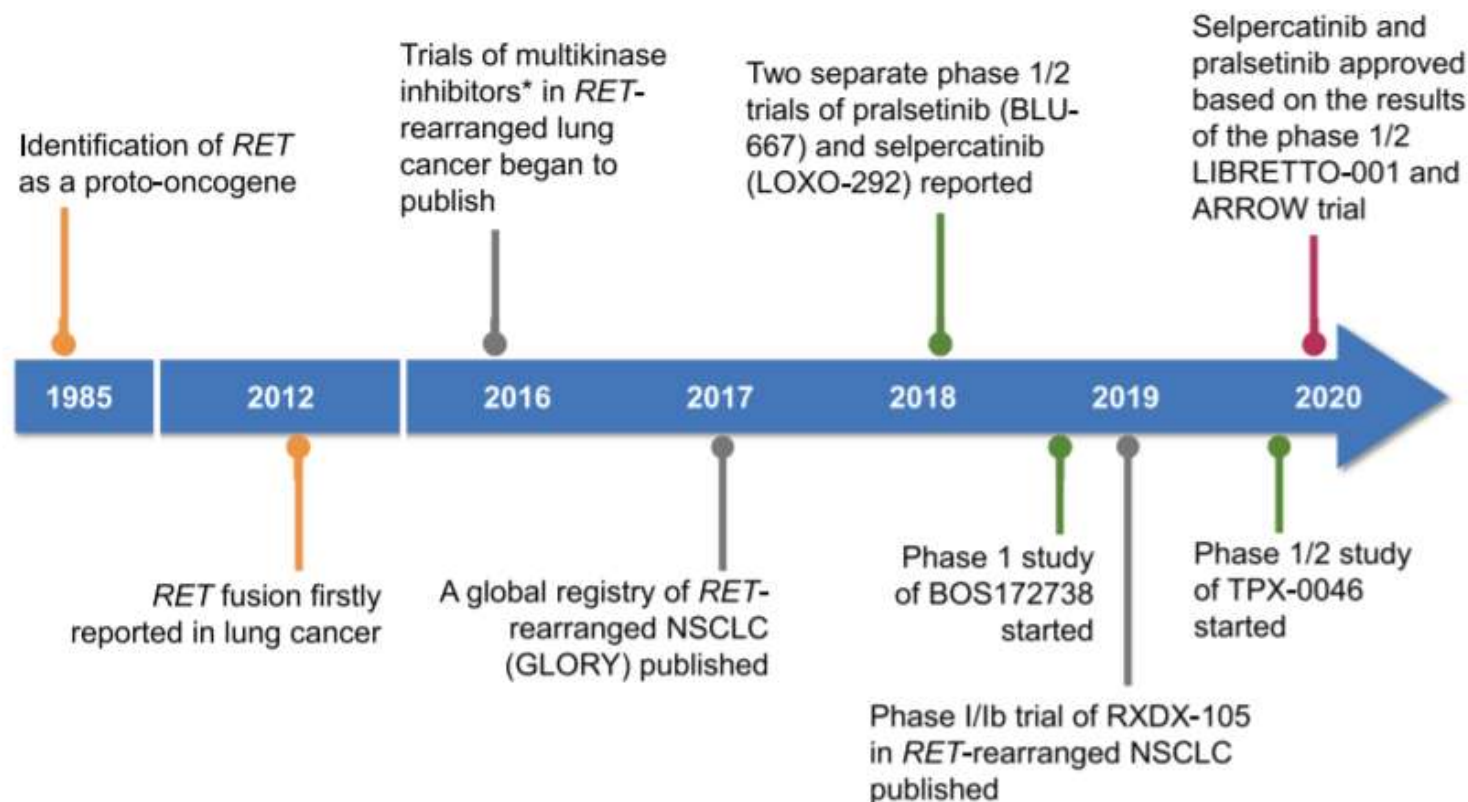 Identification of RET
as a proto-oncogene
Trials of multikinase
inhibitors* in RET-
rearranged lung
cancer began to
publish
Two separate phase 1/2
trials of pralsetinib (BLU-
667) and selpercatinib
(LOXO-292) reported
Selpercatinib and
pralsetinib approved
based on the results
of the phase 1/2
LIBRETTO-001 and
ARROW trial
1985
2012
2016
2017
2018
2019
2020
RET fusion firstly
reported in lung cancer
A global registry of RET-
rearranged NSCLC
(GLORY) published
Phase 1 study
of BOS172738
started
Phase I/Ib trial of RXDX-105
in RET-rearranged NSCLC
published
Phase 1/2 study
of TPX-0046
started